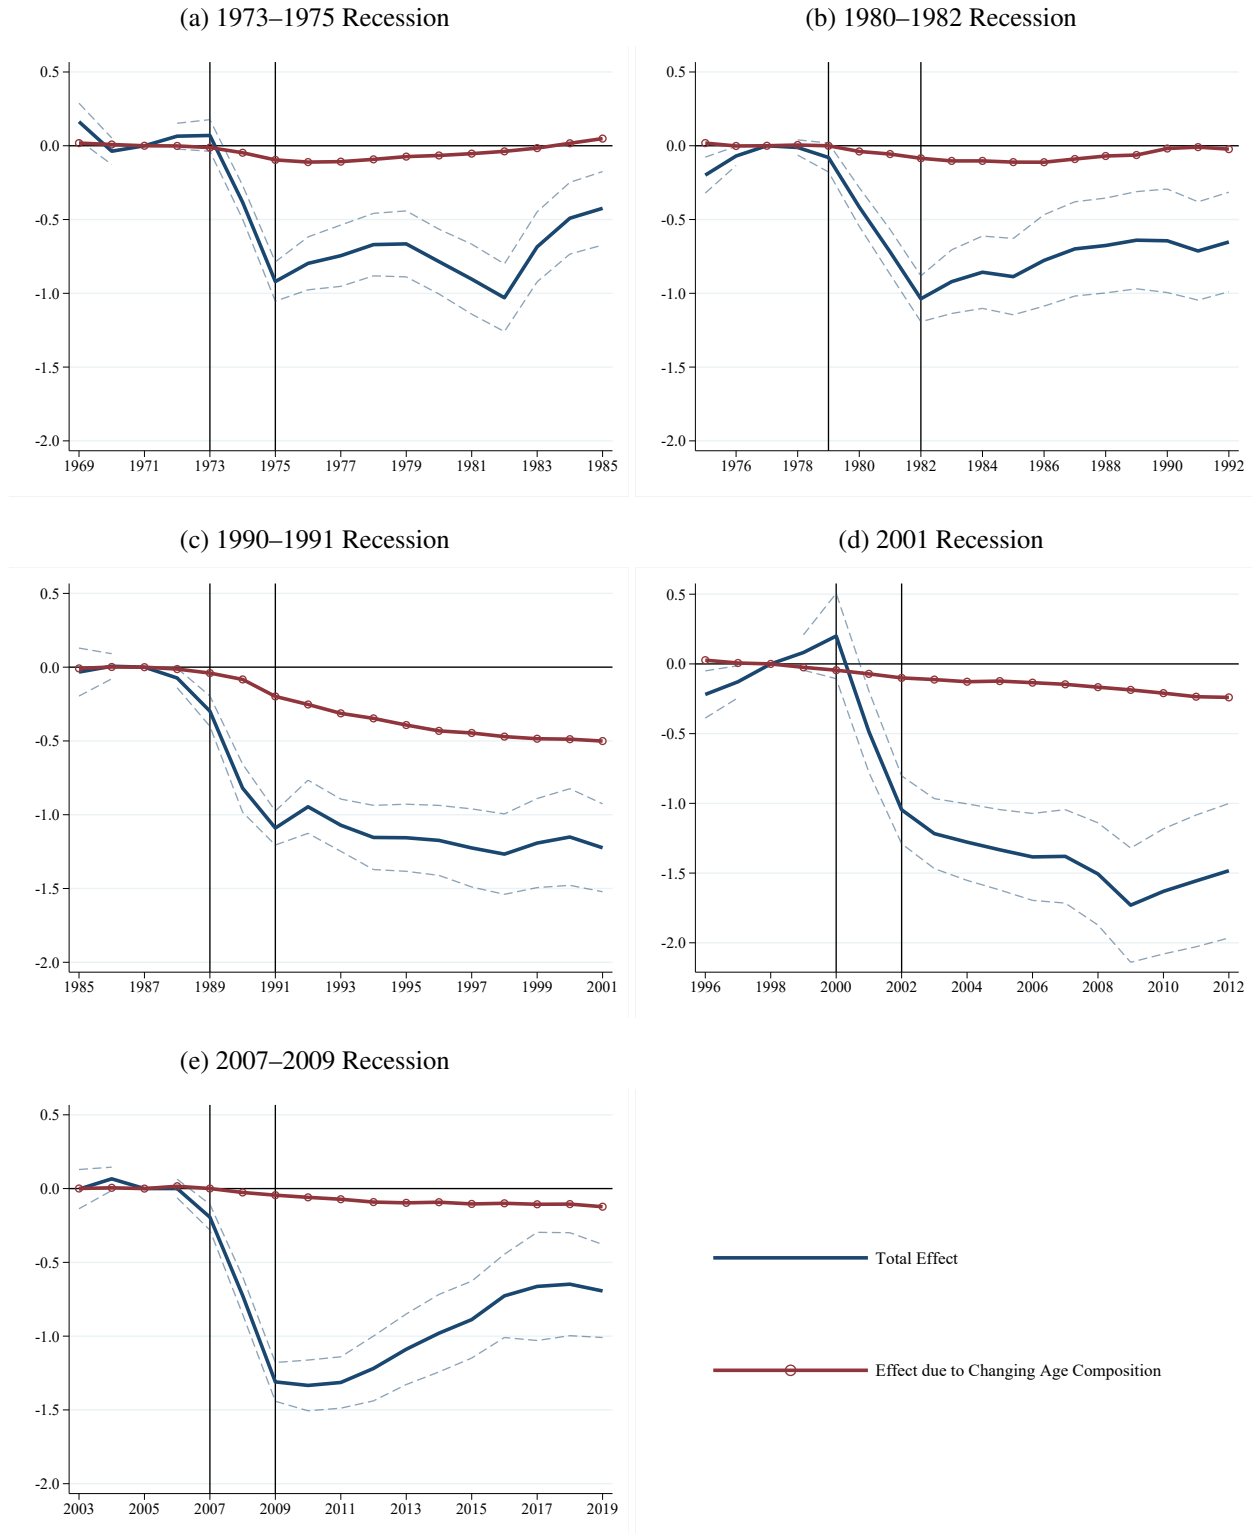 (a) 1973–1975 Recession
0.5
0.0
-0.5
-1.0
-1.5
-2.0
1969 1971 1973 1975 1977 1979 1981 1983 1985
(b) 1980–1982 Recession
0.5
0.0
-0.5
-1.0
-1.5
-2.0
1976 1978 1980 1982 1984 1986 1988 1990 1992
(c) 1990–1991 Recession
0.5
0.0
-0.5
-1.0
-1.5
-2.0
1985 1987 1989 1991 1993 1995 1997 1999 2001
(d) 2001 Recession
0.5
0.0
-0.5
-1.0
-1.5
-2.0
1996 1998 2000 2002 2004 2006 2008 2010 2012
(e) 2007–2009 Recession
0.5
0.0
-0.5
-1.0
-1.5
-2.0
2003 2005 2007 2009 2011 2013 2015 2017 2019
Total Effect
Effect due to Changing Age Composition